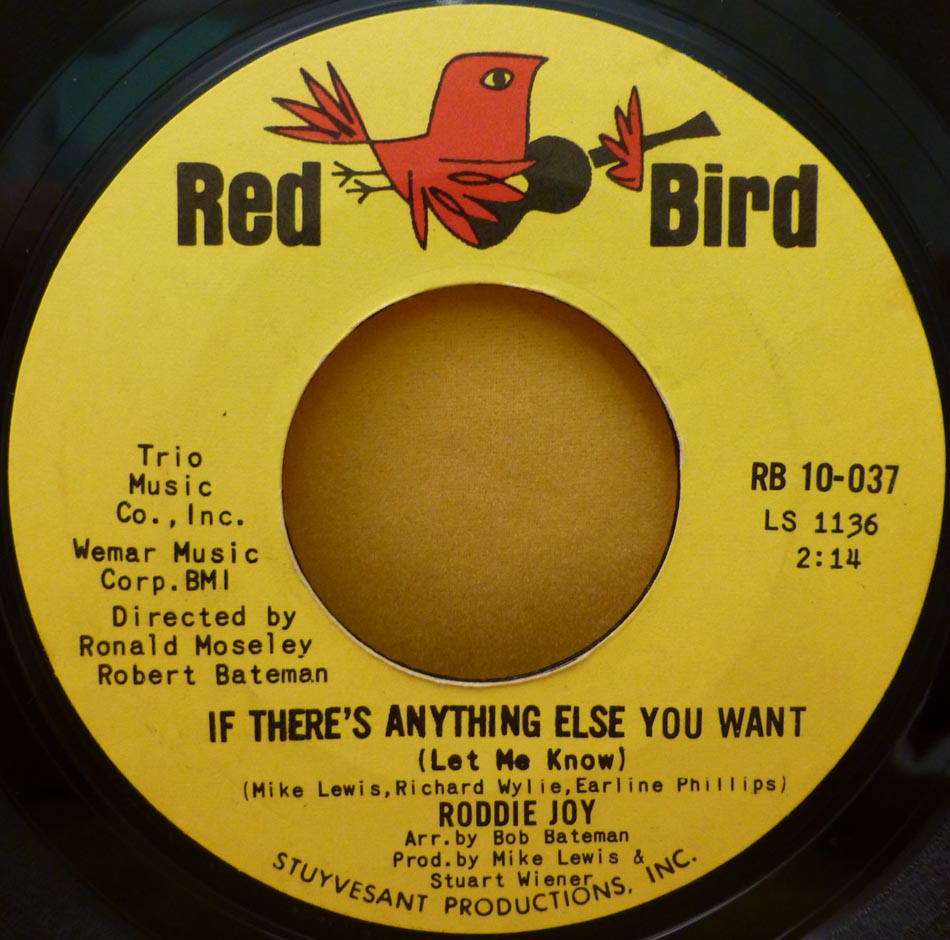 Red Bird
Trio
Music
Co.,Inc.
Wemar Music
Corp.BMI
Directed by
Ronald Moseley
Robert Bateman
RB 10-037
LS 1136
2:14
IF THERE'S ANYTHING ELSE YOU WANT
(Let Me Know)
(Mike Lewis,Richard Wylie,Earline Phillips)
RODDIE JOY
Arr.by Bob Bateman
Prod.by Mike Lewis &
Stuart Wiener
STUYVESANT PRODUCTIONS, INC.